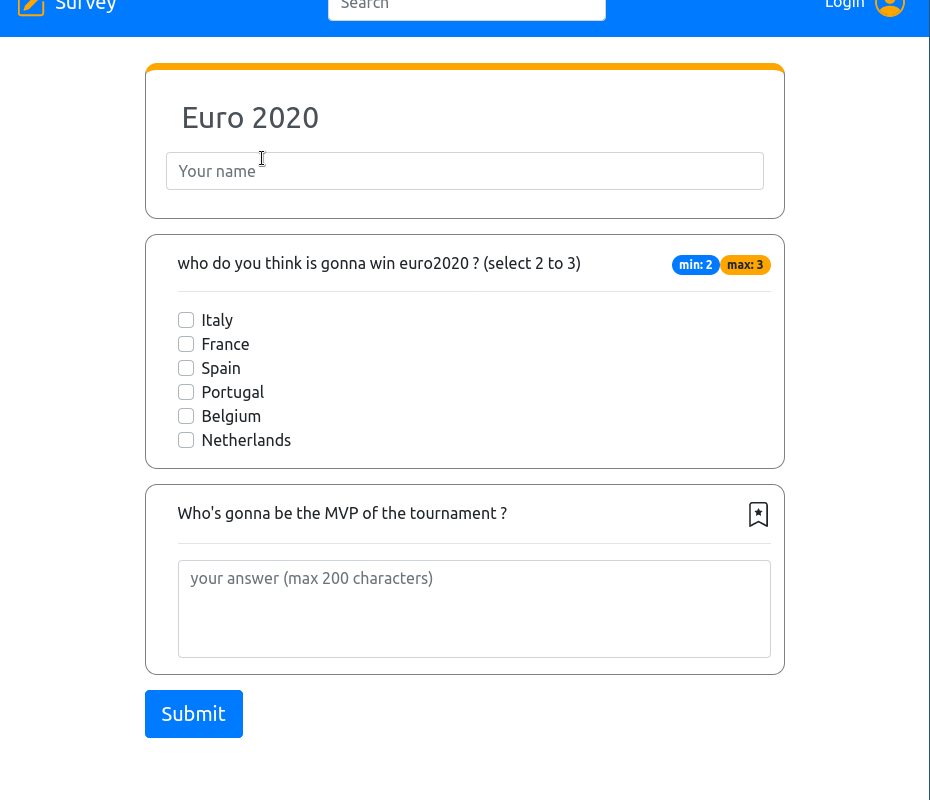 Survey
Search
Login
Euro 2020
Your name
who do you think is gonna win euro2020 ? (select 2 to 3)
min: 2
max: 3
Italy
France
Spain
Portugal
Belgium
Netherlands
Who's gonna be the MVP of the tournament ?
your answer (max 200 characters)
Submit